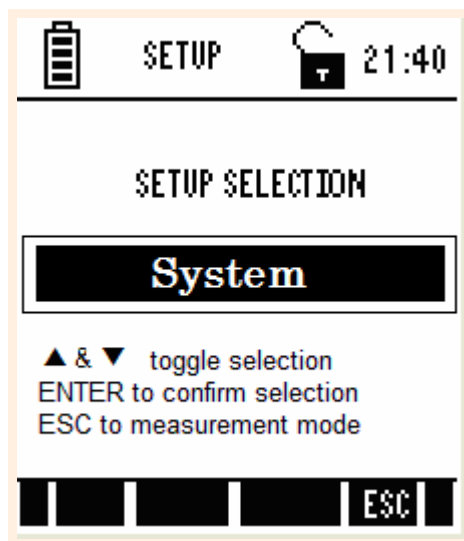 SETUP 21:40
SETUP SELECTION
System
▲ & ▼ toggle selection
ENTER to confirm selection
ESC to measurement mode
ESC